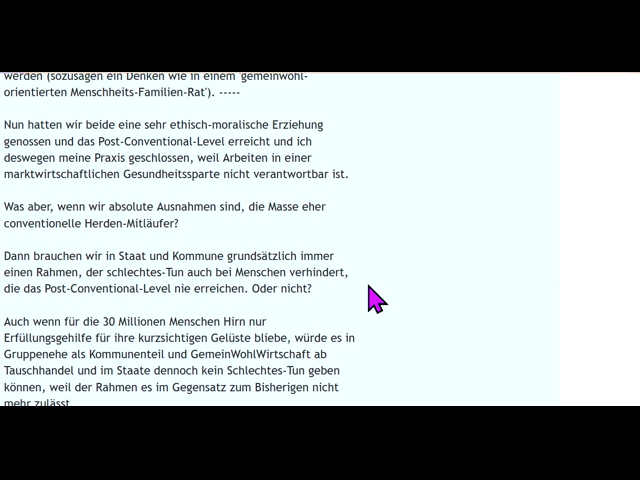 werden (sozusagen ein Denken wie in einem 'gemeinwohl-
orientierten Menschheits-Familien-Rat'). -----
Nun hatten wir beide eine sehr ethisch-moralische Erziehung
genossen und das Post-Conventional-Level erreicht und ich
deswegen meine Praxis geschlossen, weil Arbeiten in einer
marktwirtschaftlichen Gesundheitssparte nicht verantwortbar ist.
Was aber, wenn wir absolute Ausnahmen sind, die Masse eher
conventionelle Herden-Mitläufer?
Dann brauchen wir in Staat und Kommune grundsätzlich immer
einen Rahmen, der schlechtes-Tun auch bei Menschen verhindert,
die das Post-Conventional-Level nie erreichen. Oder nicht?
Auch wenn für die 30 Millionen Menschen Hirn nur
Erfüllungsgehilfe für ihre kurzsichtigen Gelüste bliebe, würde es in
Gruppenehe als Kommunenteil und GemeinWohlWirtschaft ab
Tauschhandel und im Staate dennoch kein Schlechtes-Tun geben
können, weil der Rahmen es im Gegensatz zum Bisherigen nicht
mehr zulässt